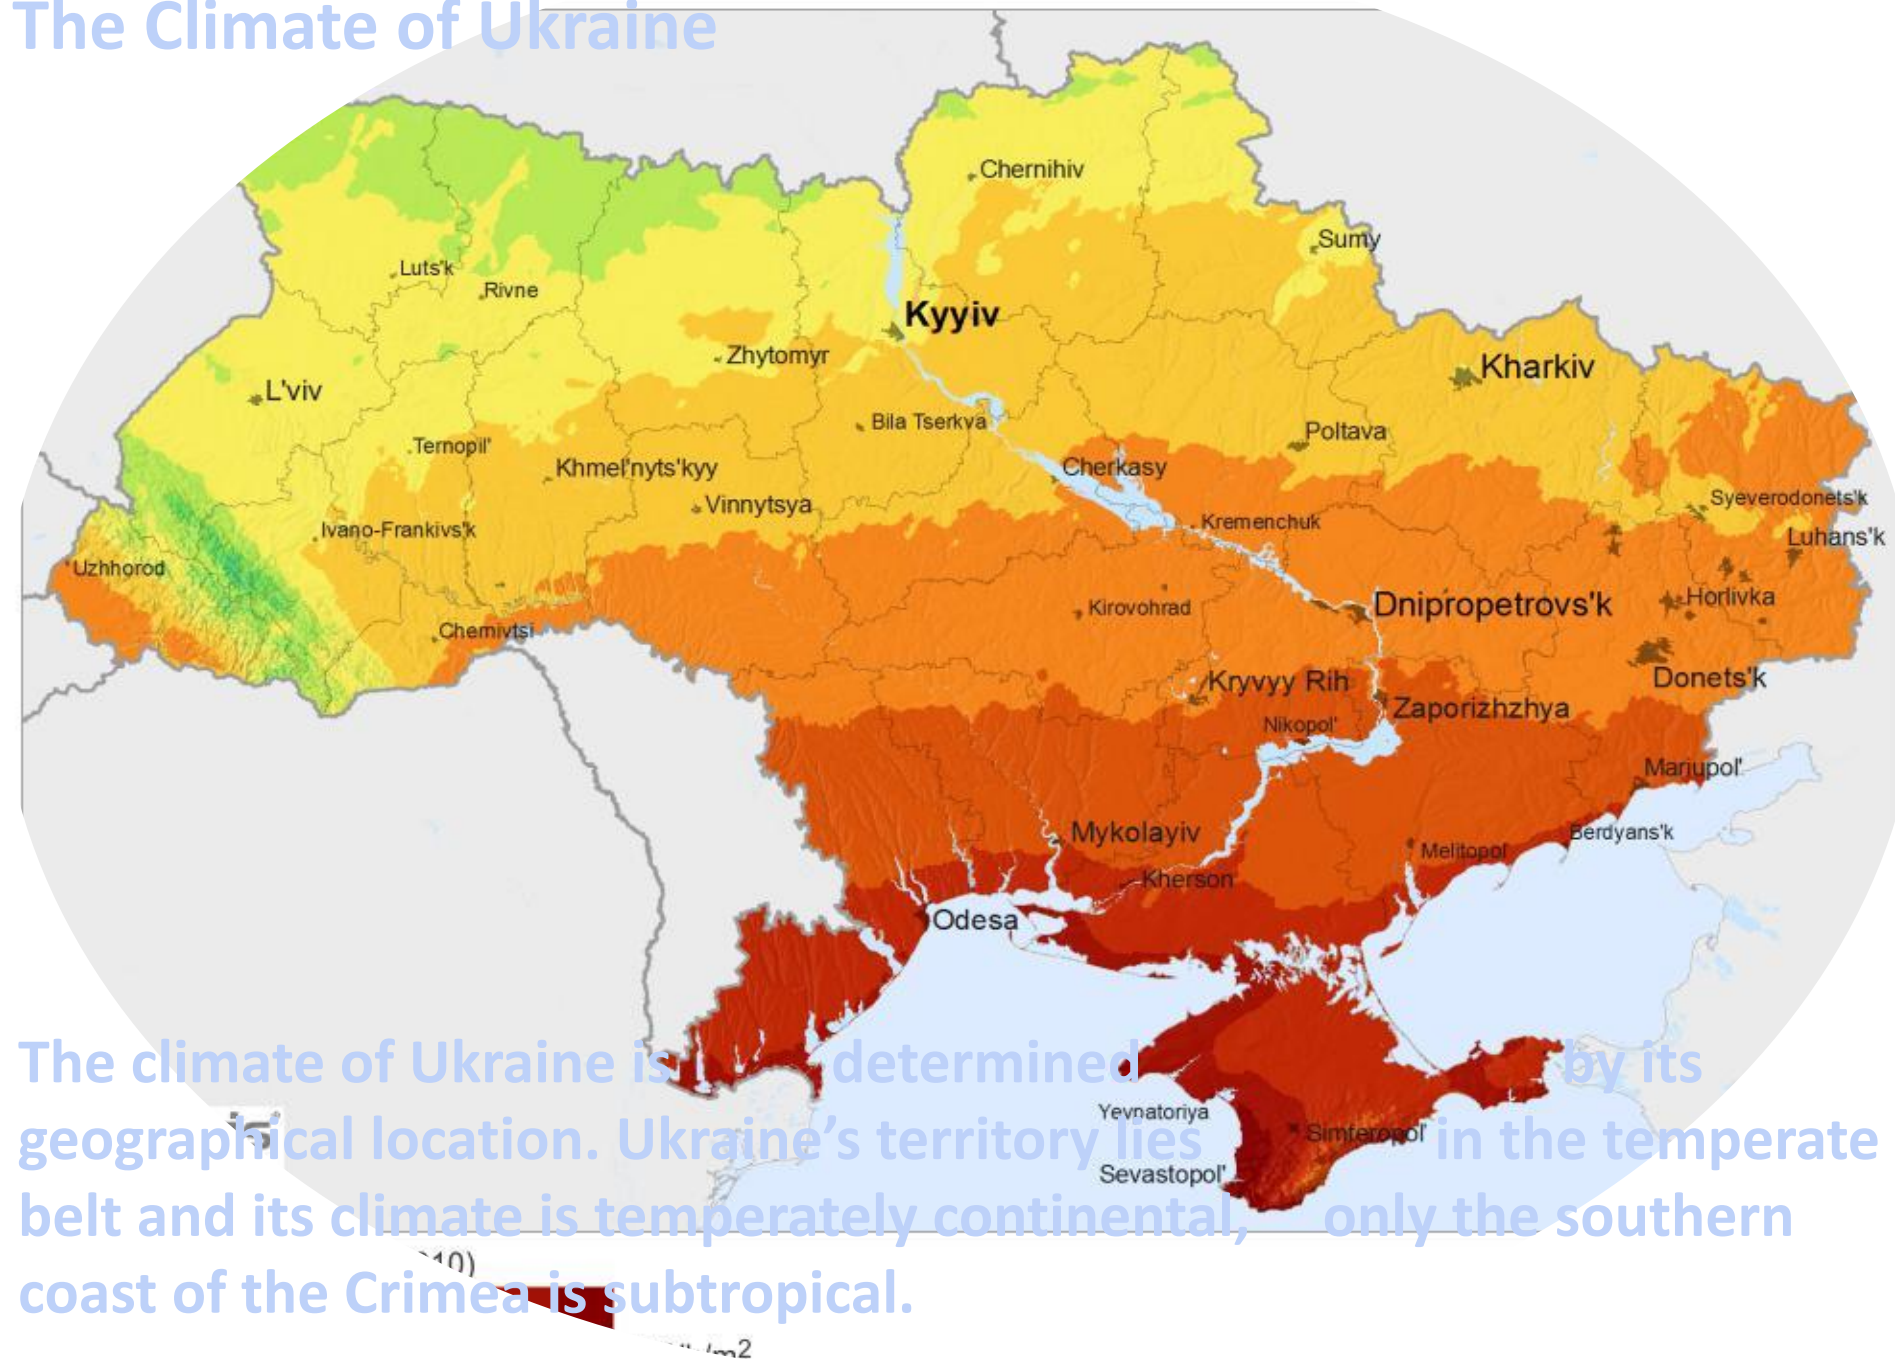 The Climate of Ukraine
Chernihiv
Sumy
Luts'k
Rivne
Kyyiv
Zhytomyr
Kharkiv
L'viv
Bila Tserkva
Poltava
Ternopil'
Khmel'nyts'kyy
Cherkasy
Vinnytsya
Syeverodonets'k
Ivano-Frankivs'k
Kremenchuk
Luhans'k
Uzhhorod
Dnipropetrovs'k
Horlivka
Kirovohrad
Chernivtsi
Donets'k
Kryvyy Rih
Zaporizhzhya
Nikopol'
Mariupol'
Mykolayiv
Berdyans'k
Melitopol'
Kherson
Odesa
The climate of Ukraine is determined by its
Yevpatoriya
geographical location. Ukraine’s territory lies in the temperate
Simferopol'
Sevastopol'
belt and its climate is temperately continental, only the southern
10)
coast of the Crimea is subtropical.
/m2